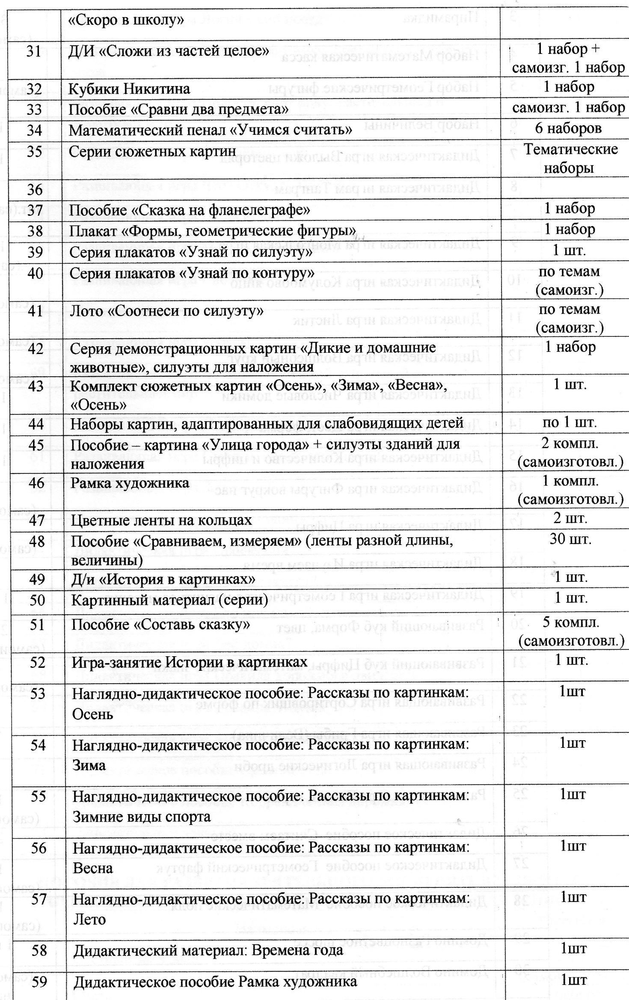 «Скоро в школу»
31 Д/И «Сложи из частей целое» 1 набор +
самоизг. 1 набор
32 Кубики Никитина 1 набор
33 Пособие «Сравни два предмета» самоизг. 1 набор
34 Математический пенал «Учимся считать» 6 наборов
35 Серии сюжетных картин Тематические
наборы
36
37 Пособие «Сказка на фланелеграфе» 1 набор
38 Плакат «Формы, геометрические фигуры» 1 набор
39 Серия плакатов «Узнай по силуэту» 1 шт.
40 Серия плакатов «Узнай по контуру» по темам
(самоизг.)
41 Лото «Соотнеси по силуэту» по темам
(самоизг.)
42 Серия демонстрационных картин «Дикие и домашние 1 набор
животные», силуэты для наложения
43 Комплект сюжетных картин «Осень», «Зима», «Весна», 1 шт.
«Осень»
44 Наборы картин, адаптированных для слабовидящих детей по 1 шт.
45 Пособие – картина «Улица города» + силуэты зданий для 2 компл.
наложения (самоизготовл.)
46 Рамка художника 1 компл.
(самоизготовл.)
47 Цветные ленты на кольцах 2 шт.
48 Пособие «Сравниваем, измеряем» (ленты разной длины, 30 шт.
величины)
49 Д/и «История в картинках» 1 шт.
50 Картинный материал (серии) 1 шт.
51 Пособие «Составь сказку» 5 компл.
(самоизготовл.)
52 Игра-занятие Истории в картинках 1 шт.
53 Наглядно-дидактическое пособие: Рассказы по картинкам: 1шт
Осень
54 Наглядно-дидактическое пособие: Рассказы по картинкам: 1шт
Зима
55 Наглядно-дидактическое пособие: Рассказы по картинкам: 1шт
Зимние виды спорта
56 Наглядно-дидактическое пособие: Рассказы по картинкам: 1шт
Весна
57 Наглядно-дидактическое пособие: Рассказы по картинкам: 1шт
Лето
58 Дидактический материал: Времена года 1шт
59 Дидактическое пособие Рамка художника 1шт